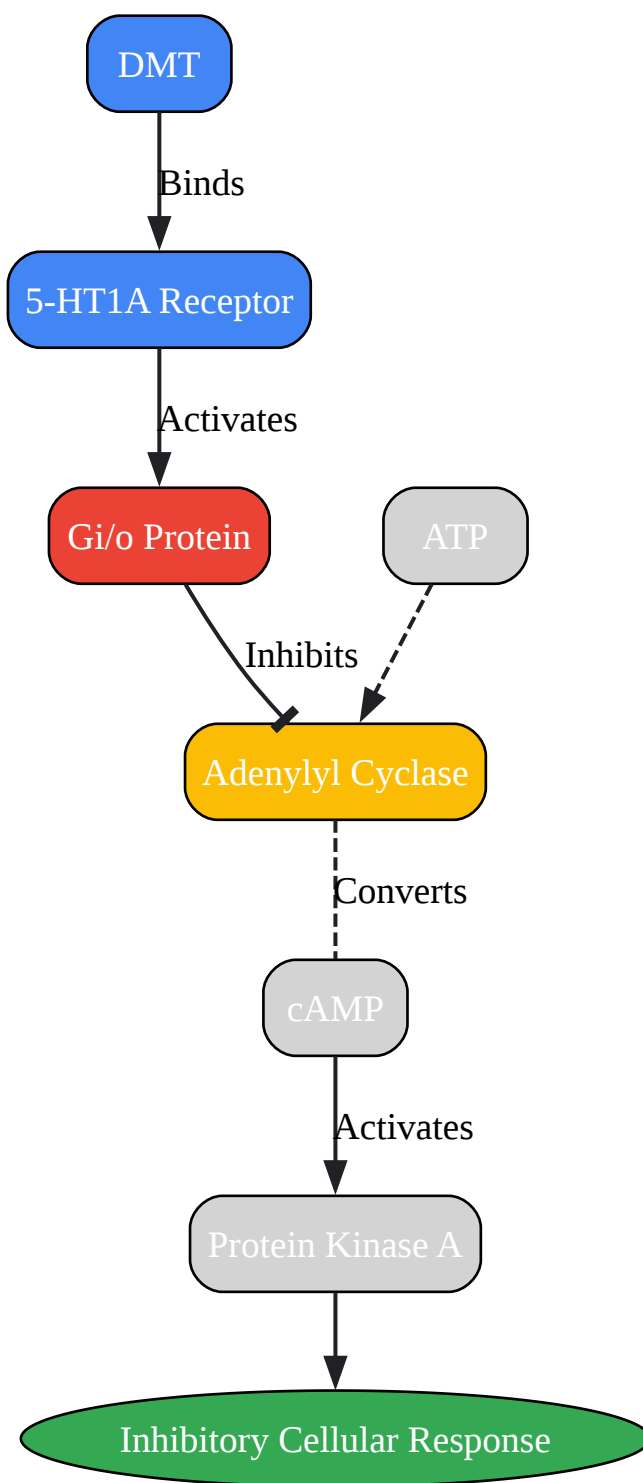 DMT
Binds
5-HT1A Receptor
Activates
Gi/o Protein
ATP
Inhibits
Adenylyl Cyclase
Converts
cAMP
Activates
Protein Kinase A
Inhibitory Cellular Response